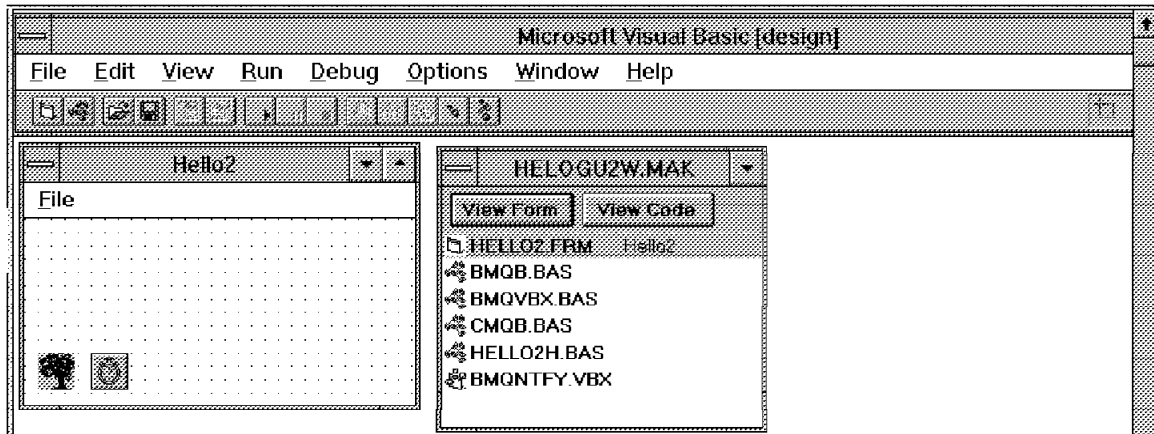 Microsoft Visual Basic [design]
File Edit View Run Debug Options Window Help
Hello2
File
HELOGU2W.MAK
View Form View Code
HELLO2.FRM Hello2
BMQB.BAS
BMQVBX.BAS
CMQB.BAS
HELLO2H.BAS
BMQNTFY.VBX